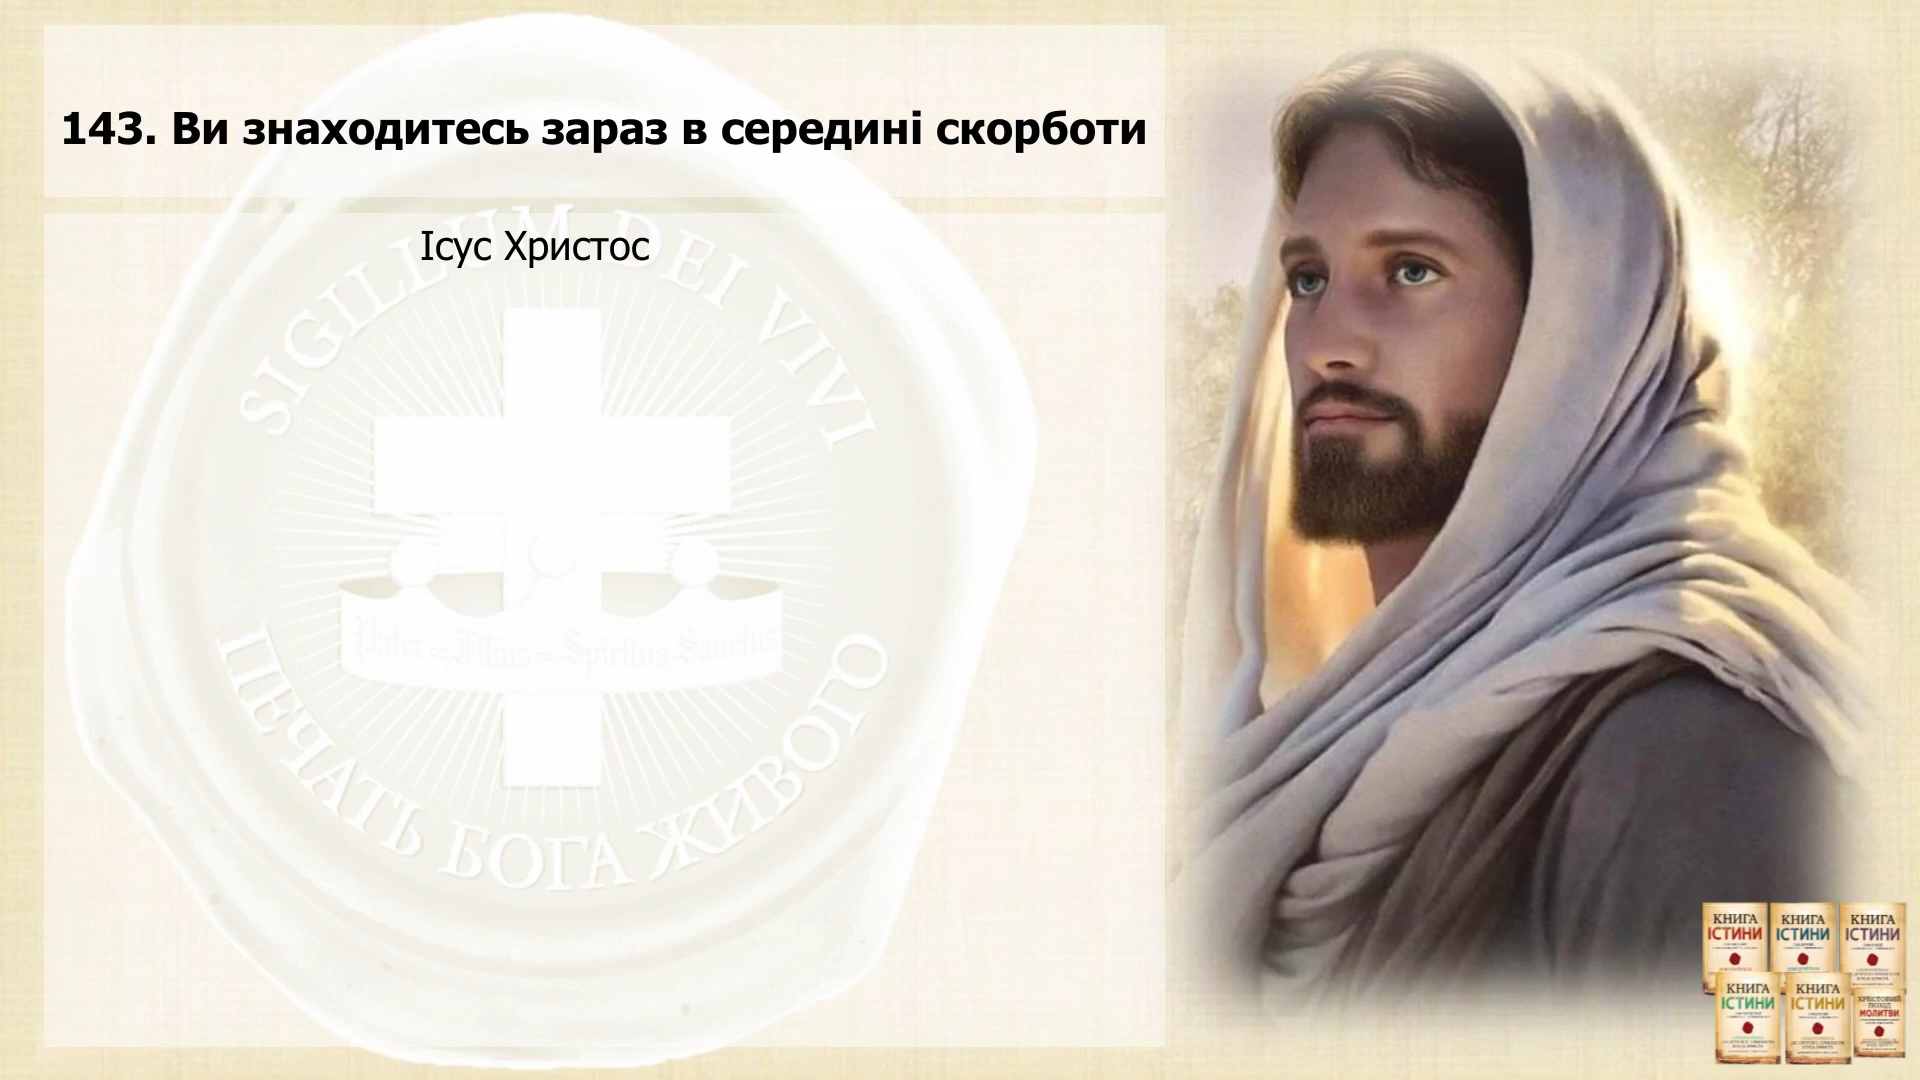 143. Ви знаходитесь зараз в середині скорботи
Ісус Христос
SIGILLUM DEI VIVI
Pater Filius Spiritus Sanctus
ПЕЧАТЬ БОГА ЖИВОГО
КНИГА
ІСТИНИ
КНИГА
ІСТИНИ
КНИГА
ІСТИНИ
КНИГА
ІСТИНИ
КНИГА
ІСТИНИ
ХРЕСТОВИЙ
ПОХІД
МОЛИТВИ